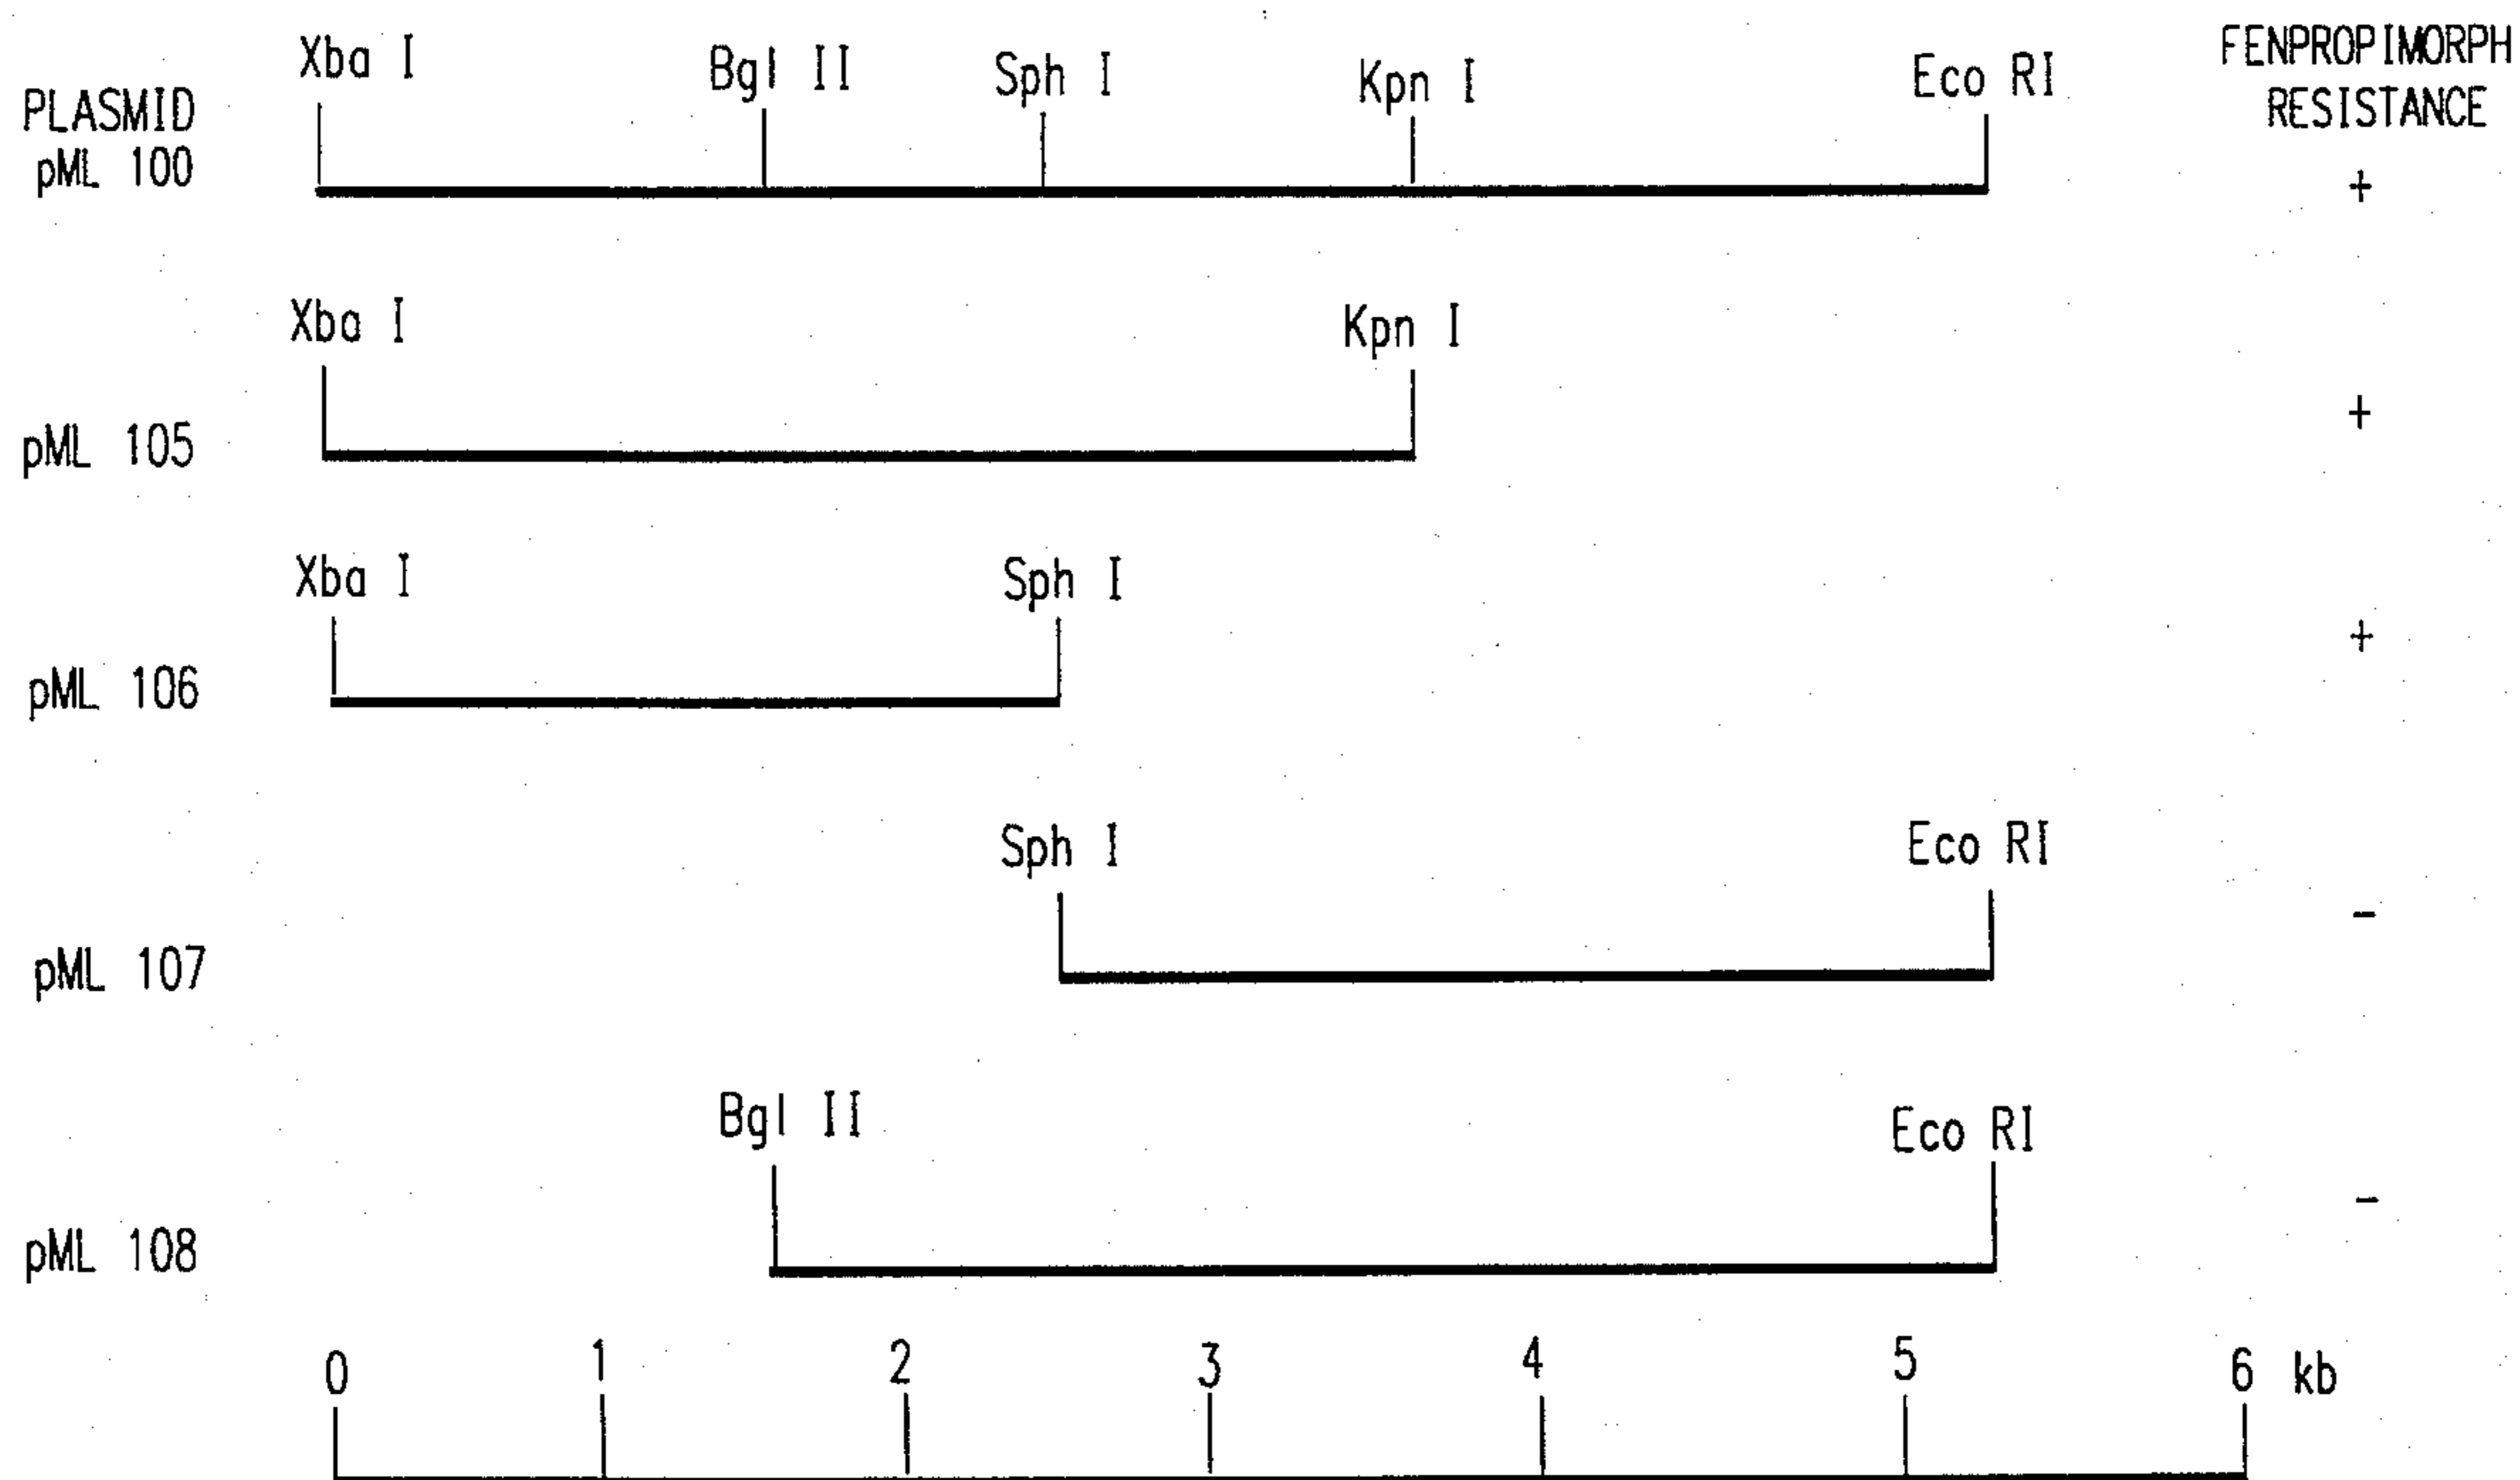 Xba I Bgl II Sph I Kpn I Eco RI FENPROPIMORPH
PLASMID RESISTANCE
pML 100 +
Xba I Kpn I
pML 105 +
Xba I Sph I
pML 106 +
Sph I Eco RI
pML 107 -
Bgl II Eco RI
pML 108 -
0 1 2 3 4 5 6 kb